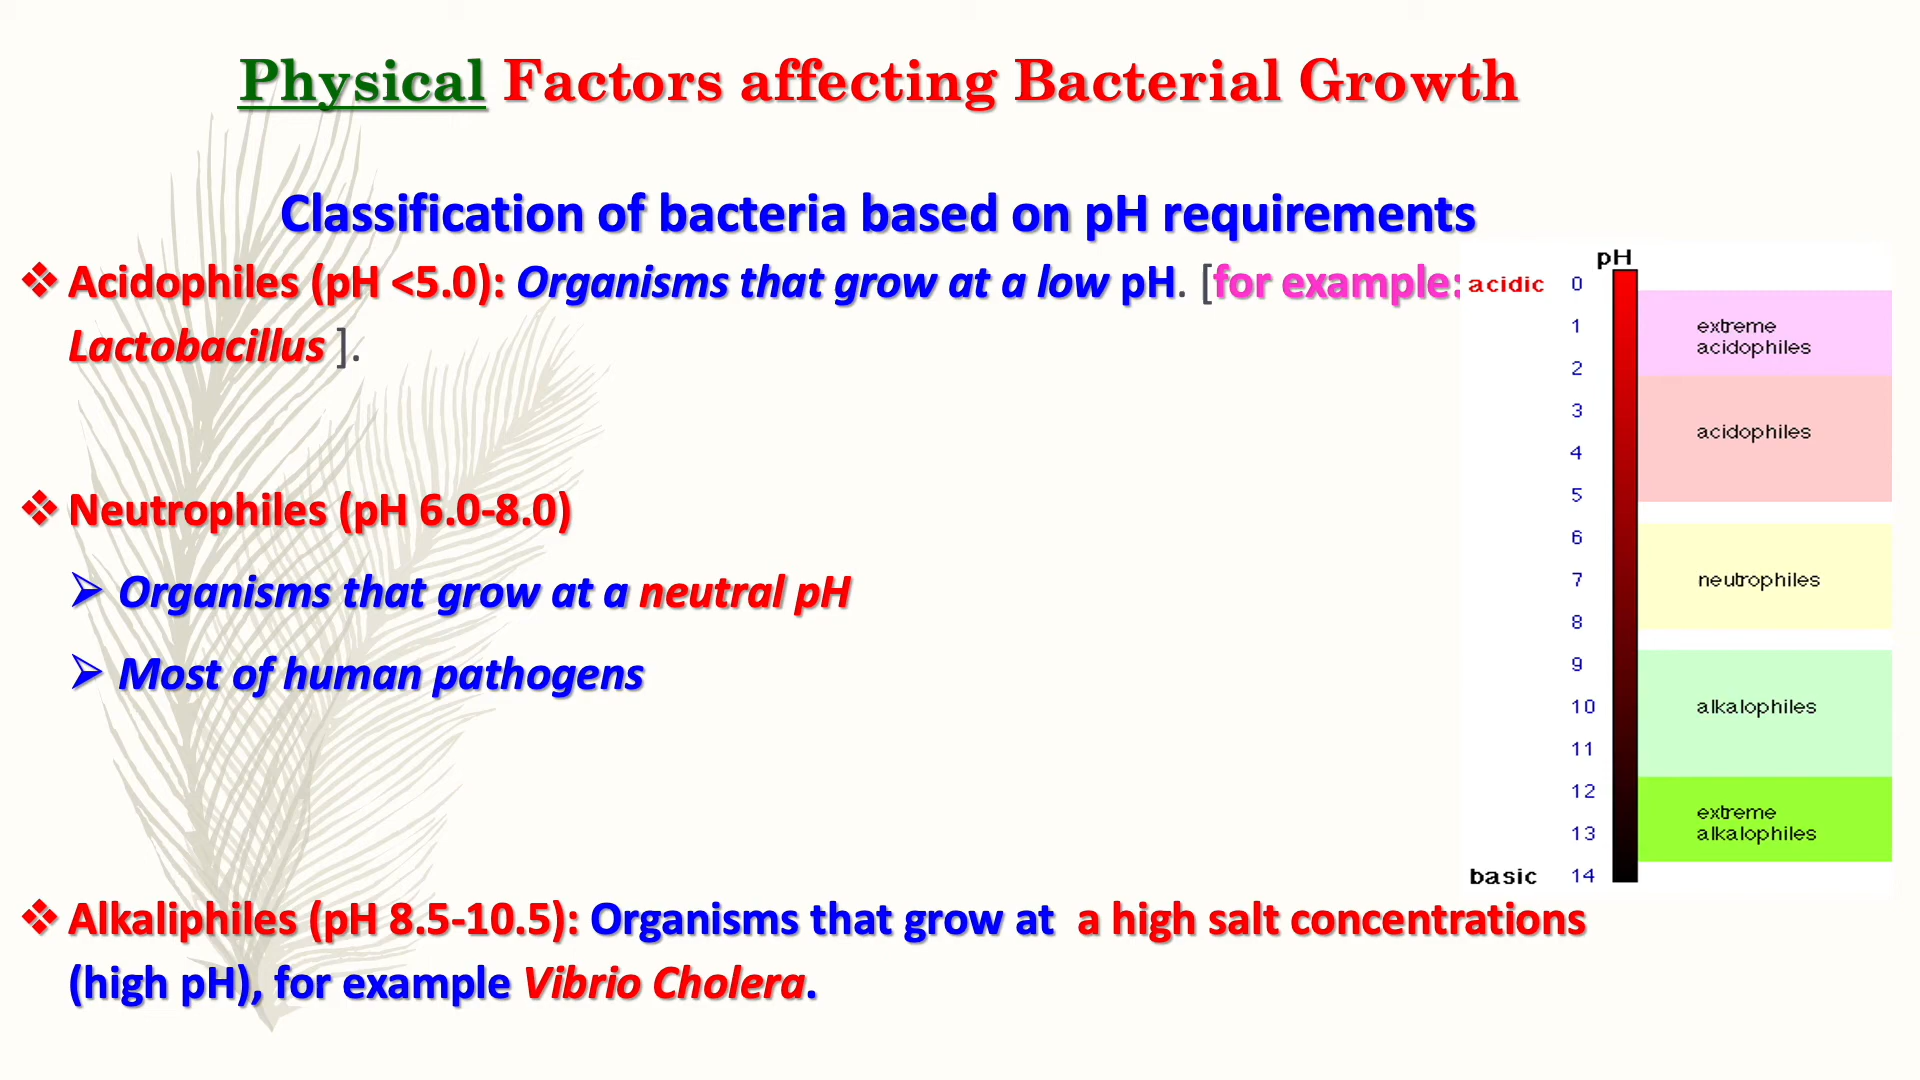 Physical Factors affecting Bacterial Growth
Classification of bacteria based on pH requirements
❖ Acidophiles (pH <5.0): Organisms that grow at a low pH. [for example:
Lactobacillus ].
❖ Neutrophiles (pH 6.0-8.0)
➢ Organisms that grow at a neutral pH
➢ Most of human pathogens
❖ Alkaliphiles (pH 8.5-10.5): Organisms that grow at a high salt concentrations
(high pH), for example Vibrio Cholera.
pH
acidic 0
1
2
3
4
5
6
7
8
9
10
11
12
13
basic 14
extreme
acidophiles
acidophiles
neutrophiles
alkalophiles
extreme
alkalophiles